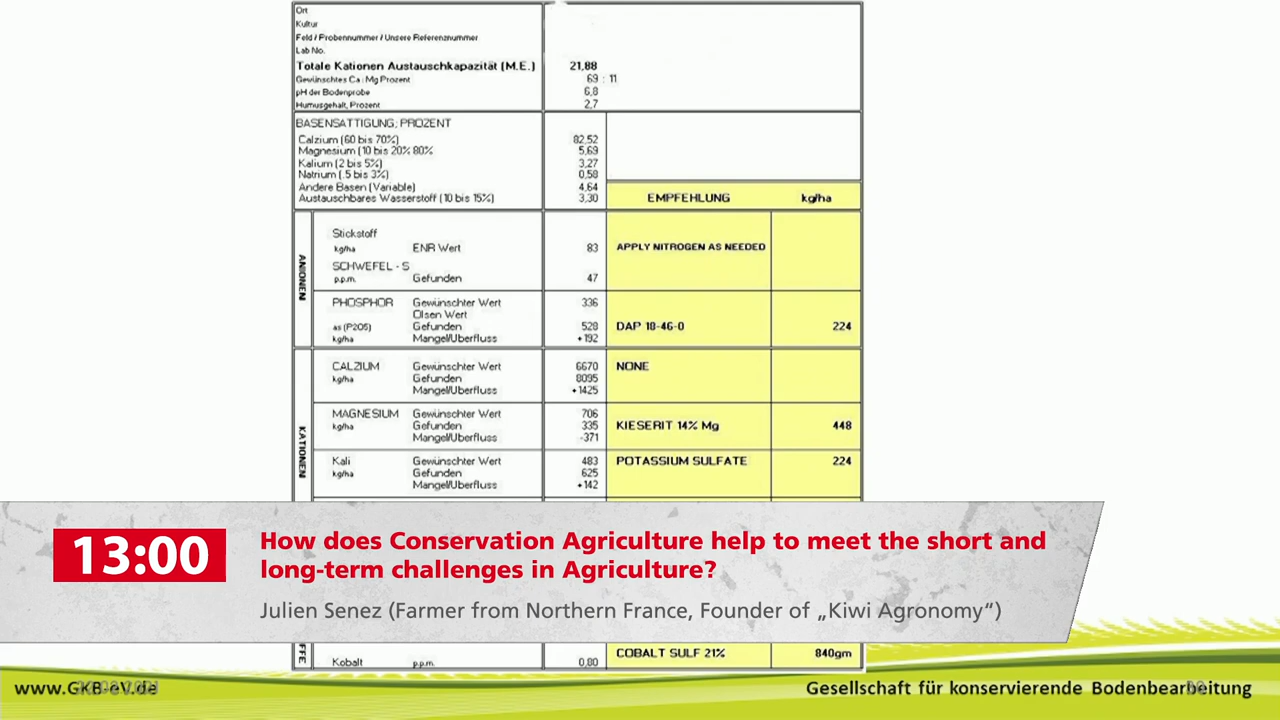 Ort
Kultur
Feld / Probennummer / Unsere Referenznummer
Lab No.
Totale Kationen Austauschkapazität (M.E.) 21,88
Gewünschtes Ca : Mg Prozent 69 : 11
pH der Bodenprobe 6,8
Humusgehalt, Prozent 2,7
BASENSATTIGUNG; PROZENT
Calzium (60 bis 70%) 82,52
Magnesium (10 bis 20% 80% 5,69
Kalium (2 bis 5%) 3,27
Natrium (.5 bis 3%) 0,58
Andere Basen (Variable) 4,64
Austauschbares Wasserstoff (10 bis 15%) 3,30
EMPFEHLUNG kg/ha
ANIONEN
Stickstoff
kg/ha ENR Wert 83 APPLY NITROGEN AS NEEDED
SCHWEFEL - S
p.p.m. Gefunden 47
PHOSPHOR Gewünschter Wert 336
Olsen Wert
as (P2O5) Gefunden 528 DAP 18-46-0 224
kg/ha Mangel/Uberfluss +192
KATIONEN
CALZIUM Gewünschter Wert 6670 NONE
kg/ha Gefunden 8095
Mangel/Uberfluss +1425
MAGNESIUM Gewünschter Wert 706
kg/ha Gefunden 335 KIESERIT 14% Mg 448
Mangel/Uberfluss -371
Kali Gewünschter Wert 483 POTASSIUM SULFATE 224
kg/ha Gefunden 625
Mangel/Uberfluss +142
13:00
How does Conservation Agriculture help to meet the short and
long-term challenges in Agriculture?
Julien Senez (Farmer from Northern France, Founder of „Kiwi Agronomy“)
FFE
COBALT SULF 21% 840gm
Kobalt p.p.m. 0,80
www.GKB-eV.de
Gesellschaft für konservierende Bodenbearbeitung